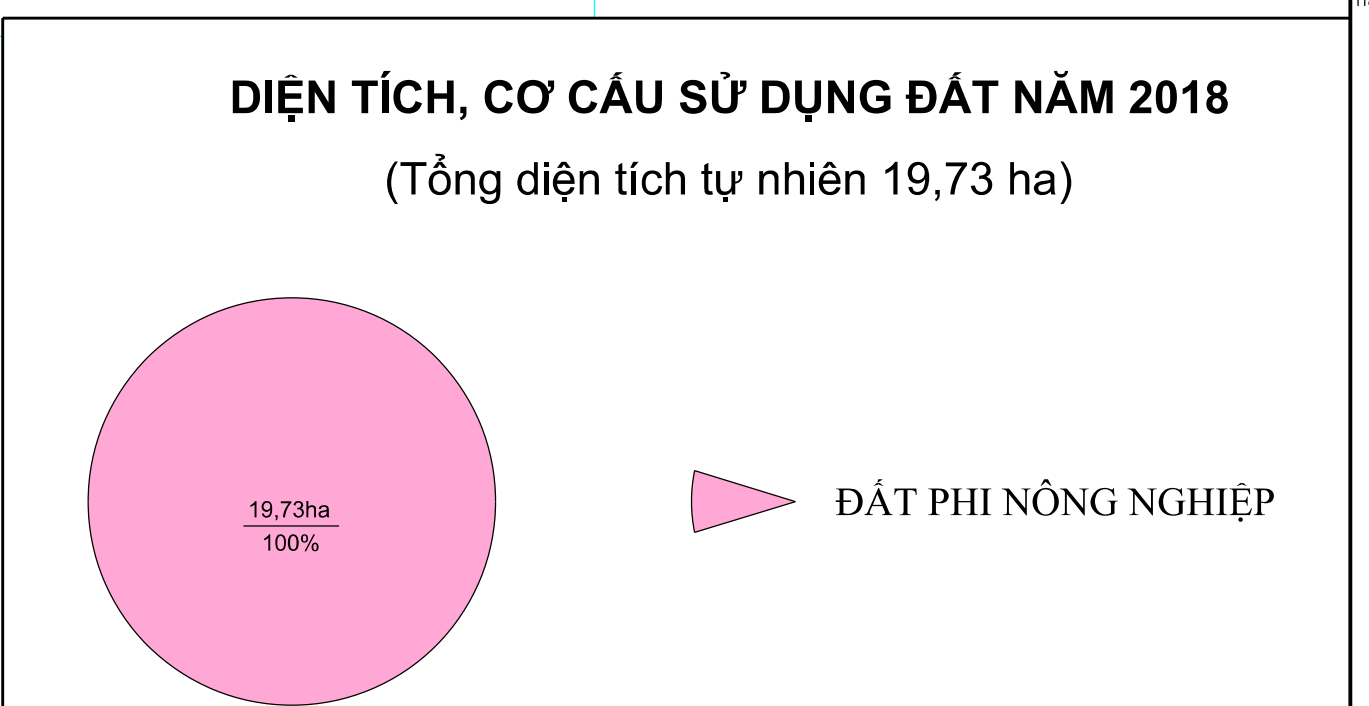 DIỆN TÍCH, CƠ CẤU SỬ DỤNG ĐẤT NĂM 2018
(Tổng diện tích tự nhiên 19,73 ha)
19,73ha
100%
ĐẤT PHI NÔNG NGHIỆP